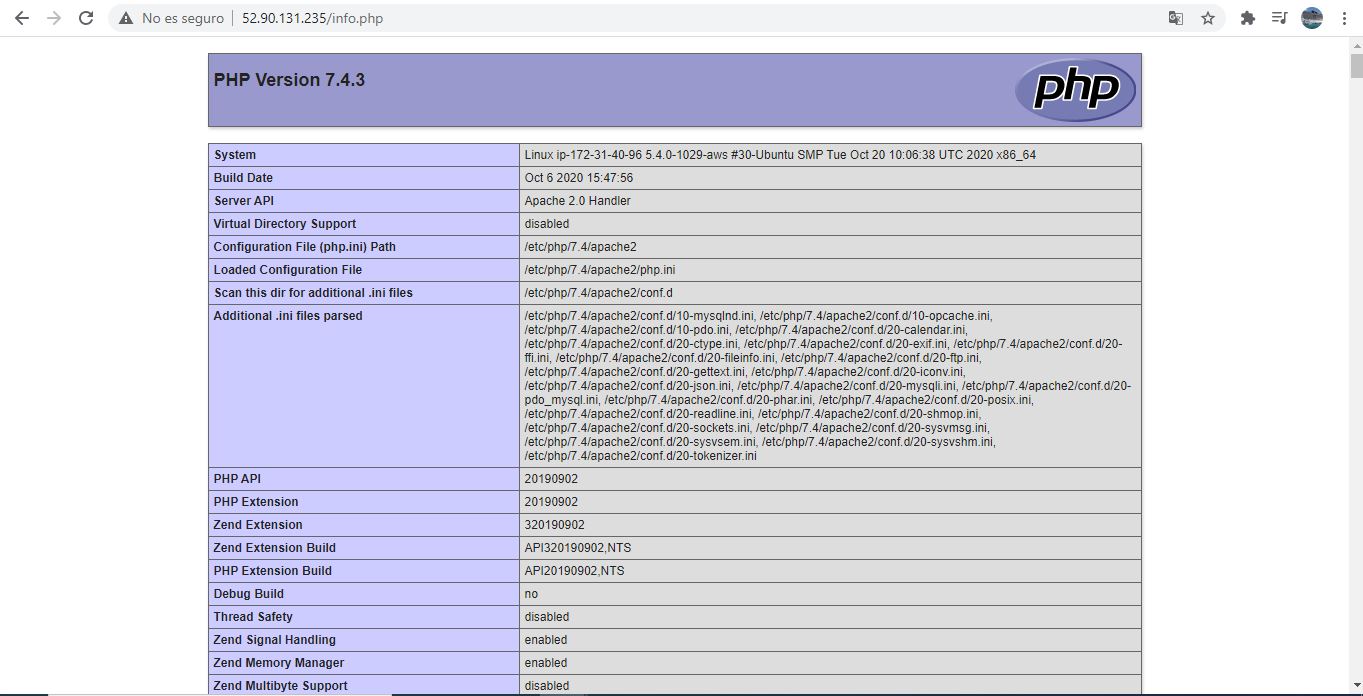 No es seguro
52.90.131.235/info.php
PHP Version 7.4.3
php
System Linux ip-172-31-40-96 5.4.0-1029-aws #30-Ubuntu SMP Tue Oct 20 10:06:38 UTC 2020 x86_64
Build Date Oct 6 2020 15:47:56
Server API Apache 2.0 Handler
Virtual Directory Support disabled
Configuration File (php.ini) Path /etc/php/7.4/apache2
Loaded Configuration File /etc/php/7.4/apache2/php.ini
Scan this dir for additional .ini files /etc/php/7.4/apache2/conf.d
Additional .ini files parsed /etc/php/7.4/apache2/conf.d/10-mysqlnd.ini, /etc/php/7.4/apache2/conf.d/10-opcache.ini,
/etc/php/7.4/apache2/conf.d/10-pdo.ini, /etc/php/7.4/apache2/conf.d/20-calendar.ini,
/etc/php/7.4/apache2/conf.d/20-ctype.ini, /etc/php/7.4/apache2/conf.d/20-exif.ini, /etc/php/7.4/apache2/conf.d/20-
ffi.ini, /etc/php/7.4/apache2/conf.d/20-fileinfo.ini, /etc/php/7.4/apache2/conf.d/20-ftp.ini,
/etc/php/7.4/apache2/conf.d/20-gettext.ini, /etc/php/7.4/apache2/conf.d/20-iconv.ini,
/etc/php/7.4/apache2/conf.d/20-json.ini, /etc/php/7.4/apache2/conf.d/20-mysqli.ini, /etc/php/7.4/apache2/conf.d/20-
pdo_mysql.ini, /etc/php/7.4/apache2/conf.d/20-phar.ini, /etc/php/7.4/apache2/conf.d/20-posix.ini,
/etc/php/7.4/apache2/conf.d/20-readline.ini, /etc/php/7.4/apache2/conf.d/20-shmop.ini,
/etc/php/7.4/apache2/conf.d/20-sockets.ini, /etc/php/7.4/apache2/conf.d/20-sysvmsg.ini,
/etc/php/7.4/apache2/conf.d/20-sysvsem.ini, /etc/php/7.4/apache2/conf.d/20-sysvshm.ini,
/etc/php/7.4/apache2/conf.d/20-tokenizer.ini
PHP API 20190902
PHP Extension 20190902
Zend Extension 320190902
Zend Extension Build API320190902,NTS
PHP Extension Build API20190902,NTS
Debug Build no
Thread Safety disabled
Zend Signal Handling enabled
Zend Memory Manager enabled
Zend Multibyte Support disabled